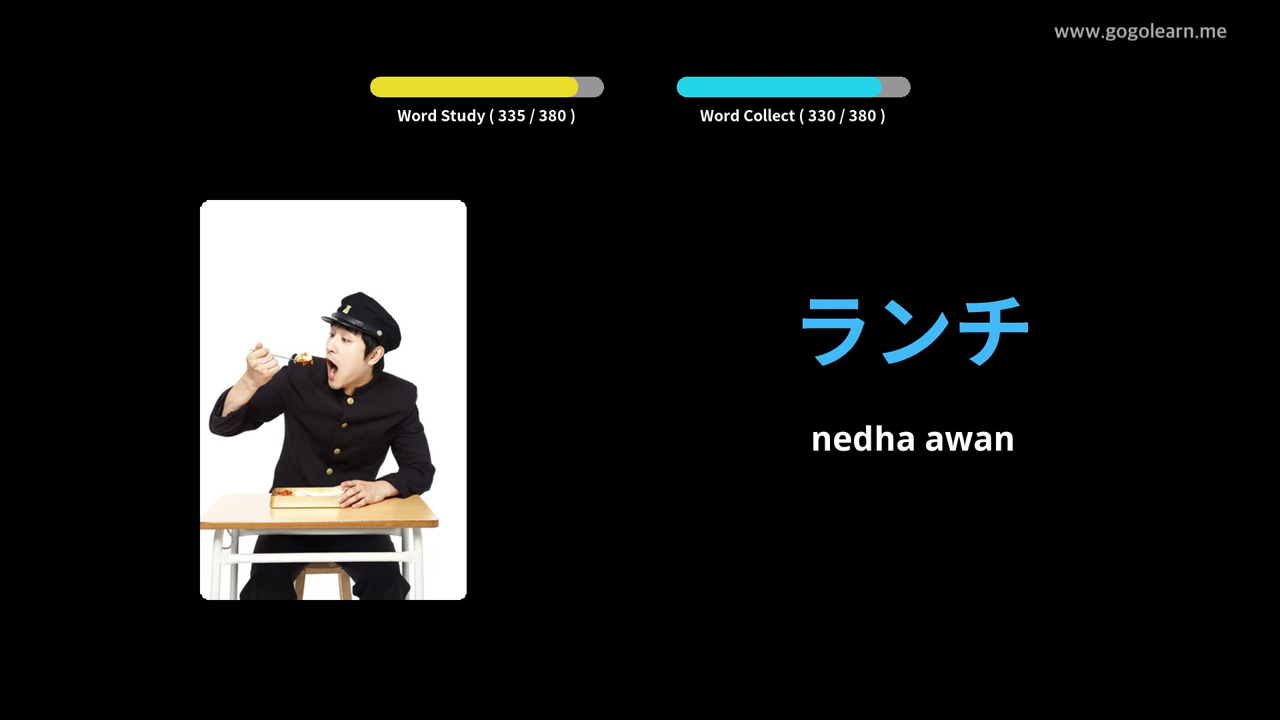 www.gogolearn.me
Word Study ( 335 / 380 )
Word Collect ( 330 / 380 )
ランチ
nedha awan